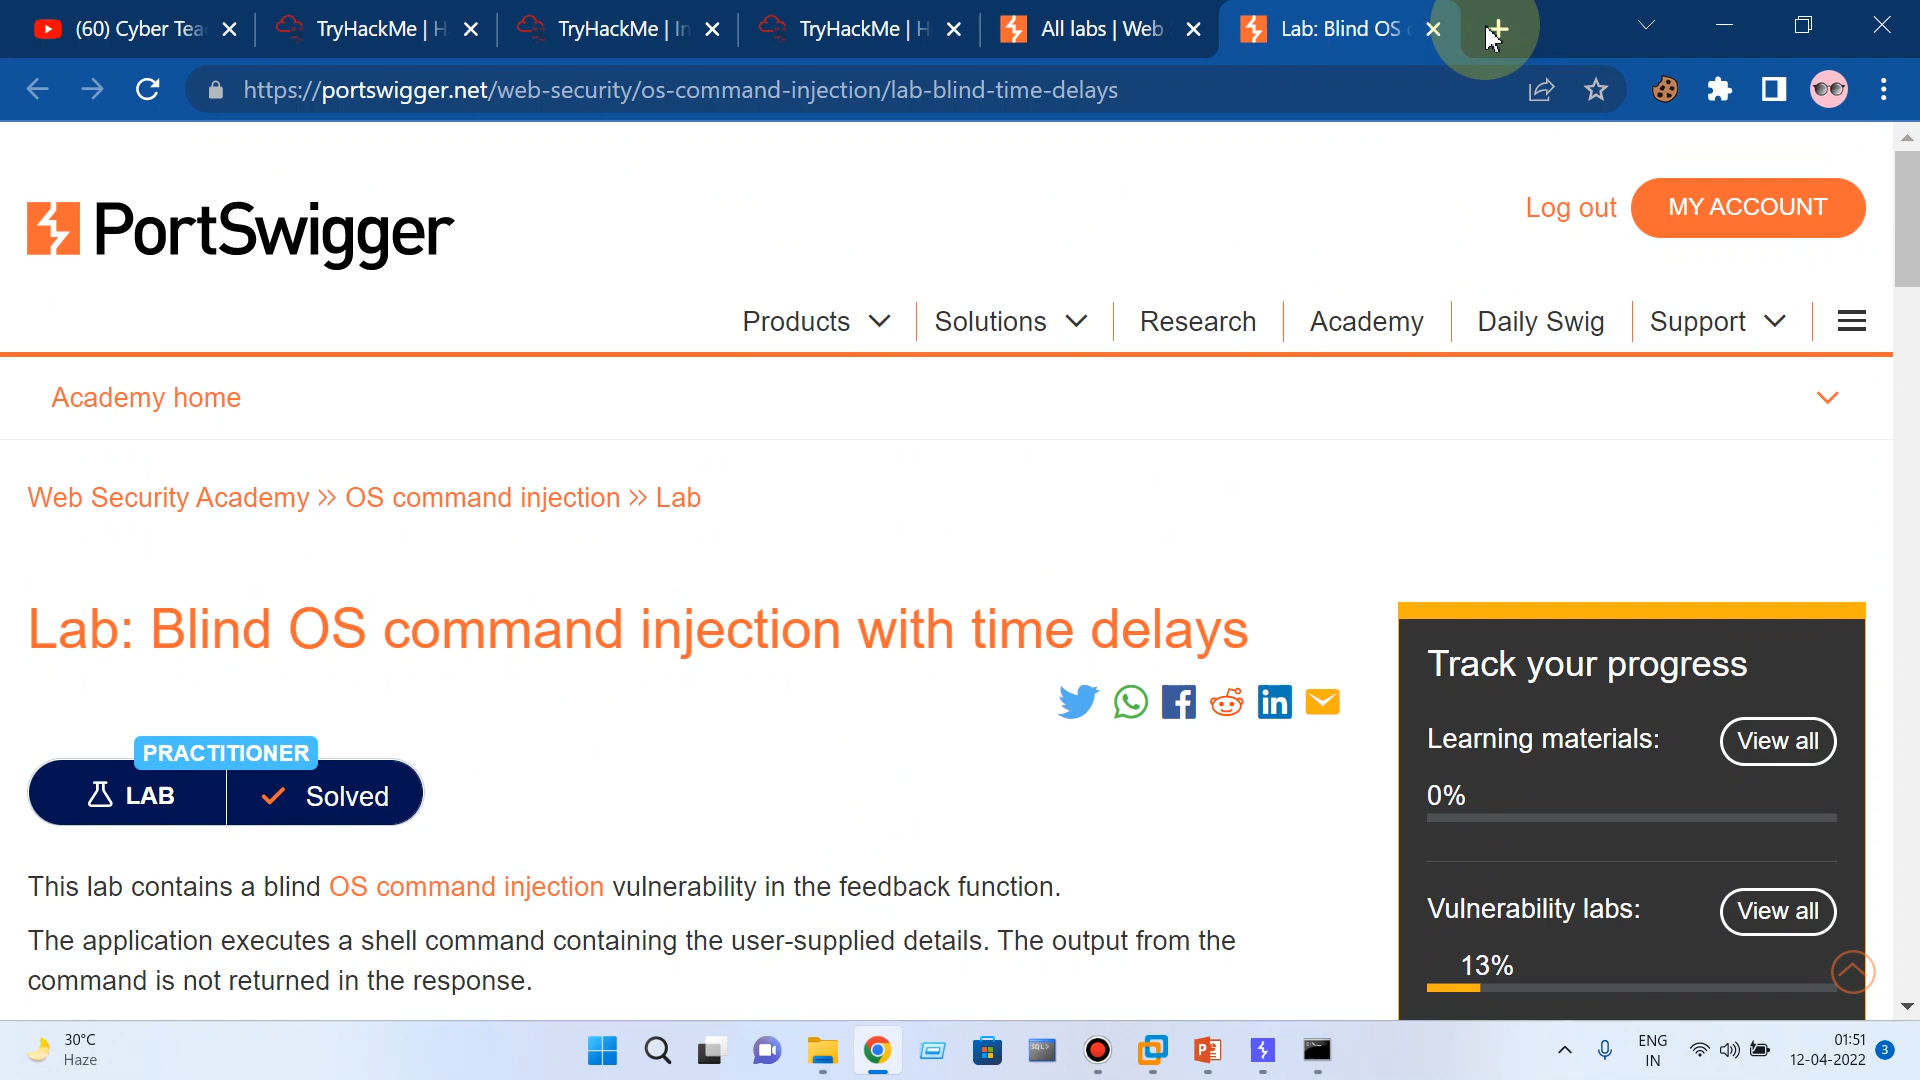 (60) Cyber Tea
TryHackMe | H
TryHackMe | In
TryHackMe | H
All labs | Web
Lab: Blind OS
https://portswigger.net/web-security/os-command-injection/lab-blind-time-delays
PortSwigger
Log out
MY ACCOUNT
Products
Solutions
Research
Academy
Daily Swig
Support
Academy home
Web Security Academy >> OS command injection >> Lab
Lab: Blind OS command injection with time delays
PRACTITIONER
LAB
Solved
This lab contains a blind OS command injection vulnerability in the feedback function.
The application executes a shell command containing the user-supplied details. The output from the
command is not returned in the response.
Track your progress
Learning materials:
View all
0%
Vulnerability labs:
View all
13%
30°C
Haze
ENG
IN
01:51
12-04-2022
3